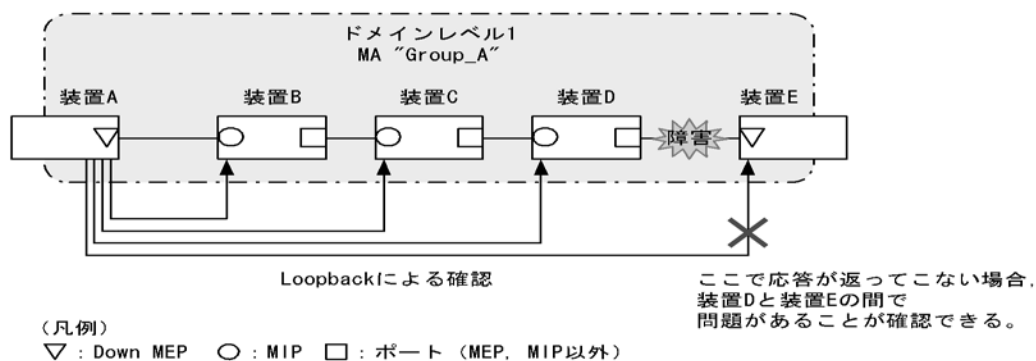 ドメインレベル1
MA "Group_A"
装置A 装置B 装置C 装置D 装置E
障害
Loopbackによる確認
ここで応答が返ってこない場合,
装置Dと装置Eの間で
問題があることが確認できる。
(凡例)
▽ : Down MEP ○ : MIP □ : ポート (MEP, MIP以外)